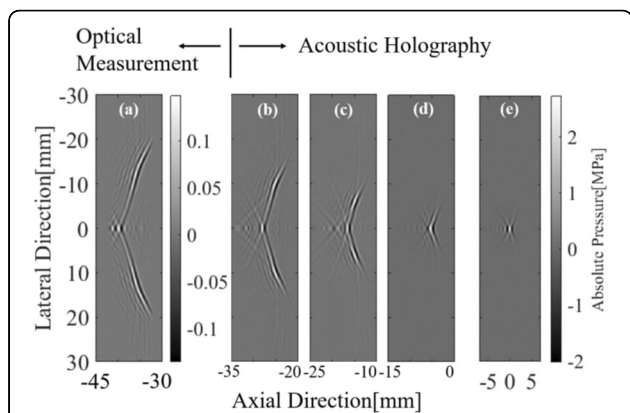 Optical
Measurement
Acoustic Holography
(a) (b) (c) (d) (e)
-30
-20
-10
0
10
20
30
Lateral Direction[mm]
0.1
0.05
0
-0.05
-0.1
2
1
0
-1
-2
Absolute Pressure[MPa]
-45 -30
-35 -20
-25 -10
-15 0
-5 0 5
Axial Direction[mm]